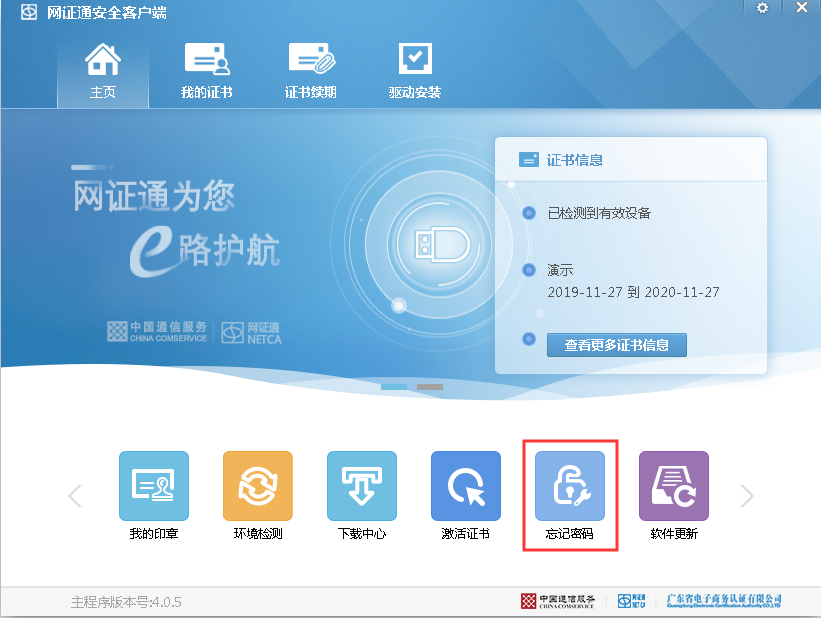 网证通安全客户端
主页
我的证书
证书续期
驱动安装
网证通为您
e路护航
中国通信服务
CHINA COMSERVICE
网证通
NETCA
证书信息
已检测到有效设备
演示
2019-11-27 到 2020-11-27
查看更多证书信息
我的印章
环境检测
下载中心
激活证书
忘记密码
软件更新
主程序版本号:4.0.5
中国通信服务
CHINA COMSERVICE
网证通
NETCA
广东省电子商务认证有限公司
Guangdong Electronic Certification Authority CO.,LTD